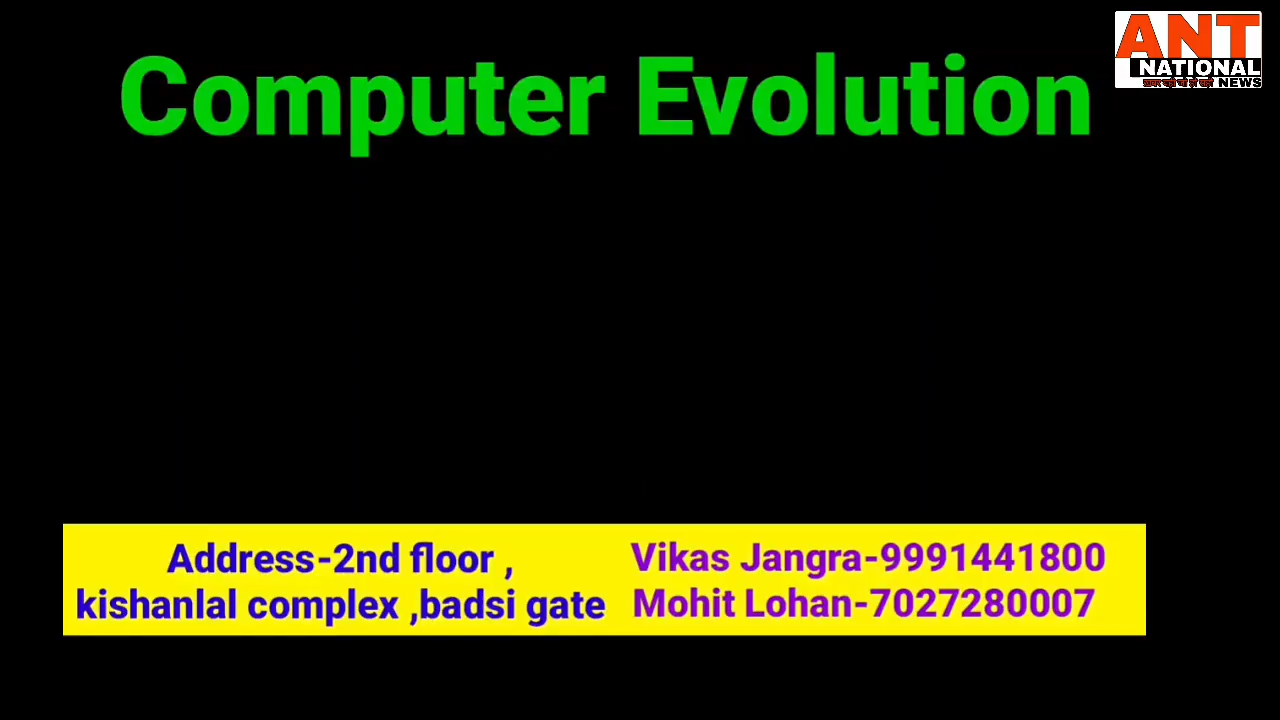 Computer Evolution
ANT
NATIONAL
NEWS
Address-2nd floor ,
kishanlal complex ,badsi gate
Vikas Jangra-9991441800
Mohit Lohan-7027280007